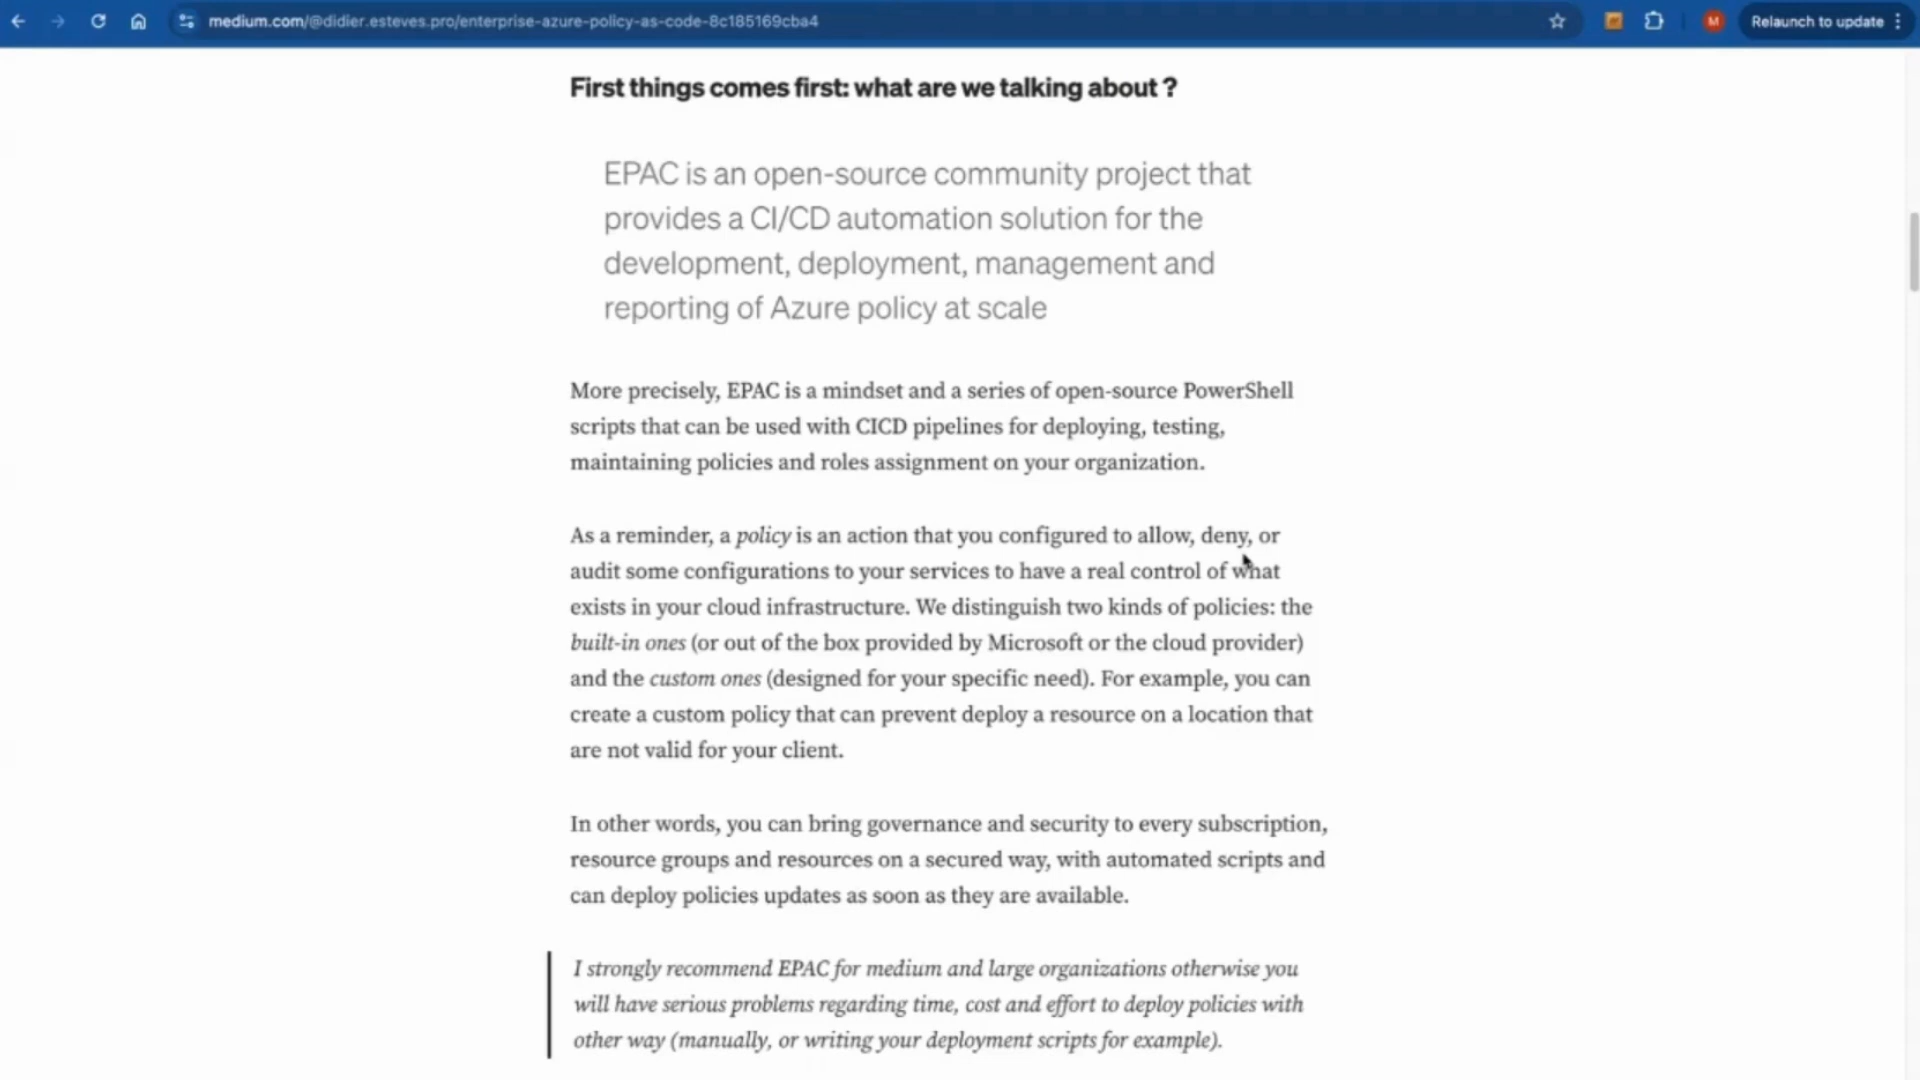 medium.com/@didier.esteves.pro/enterprise-azure-policy-as-code-8c185169cba4
M
Relaunch to update
First things comes first: what are we talking about ?
EPAC is an open-source community project that
provides a CI/CD automation solution for the
development, deployment, management and
reporting of Azure policy at scale
More precisely, EPAC is a mindset and a series of open-source PowerShell
scripts that can be used with CICD pipelines for deploying, testing,
maintaining policies and roles assignment on your organization.
As a reminder, a policy is an action that you configured to allow, deny, or
audit some configurations to your services to have a real control of what
exists in your cloud infrastructure. We distinguish two kinds of policies: the
built-in ones (or out of the box provided by Microsoft or the cloud provider)
and the custom ones (designed for your specific need). For example, you can
create a custom policy that can prevent deploy a resource on a location that
are not valid for your client.
In other words, you can bring governance and security to every subscription,
resource groups and resources on a secured way, with automated scripts and
can deploy policies updates as soon as they are available.
I strongly recommend EPAC for medium and large organizations otherwise you
will have serious problems regarding time, cost and effort to deploy policies with
other way (manually, or writing your deployment scripts for example).